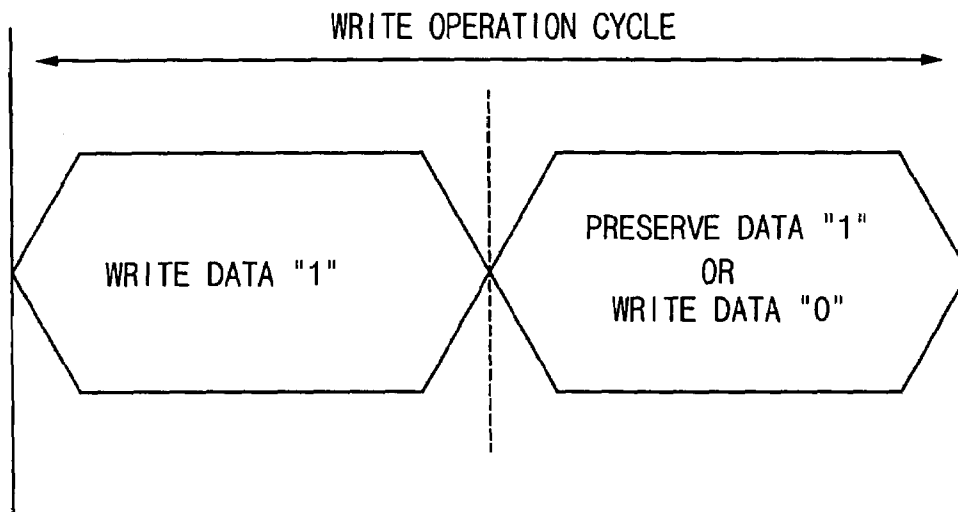 WRITE OPERATION CYCLE
WRITE DATA "1"
PRESERVE DATA "1"
OR
WRITE DATA "0"